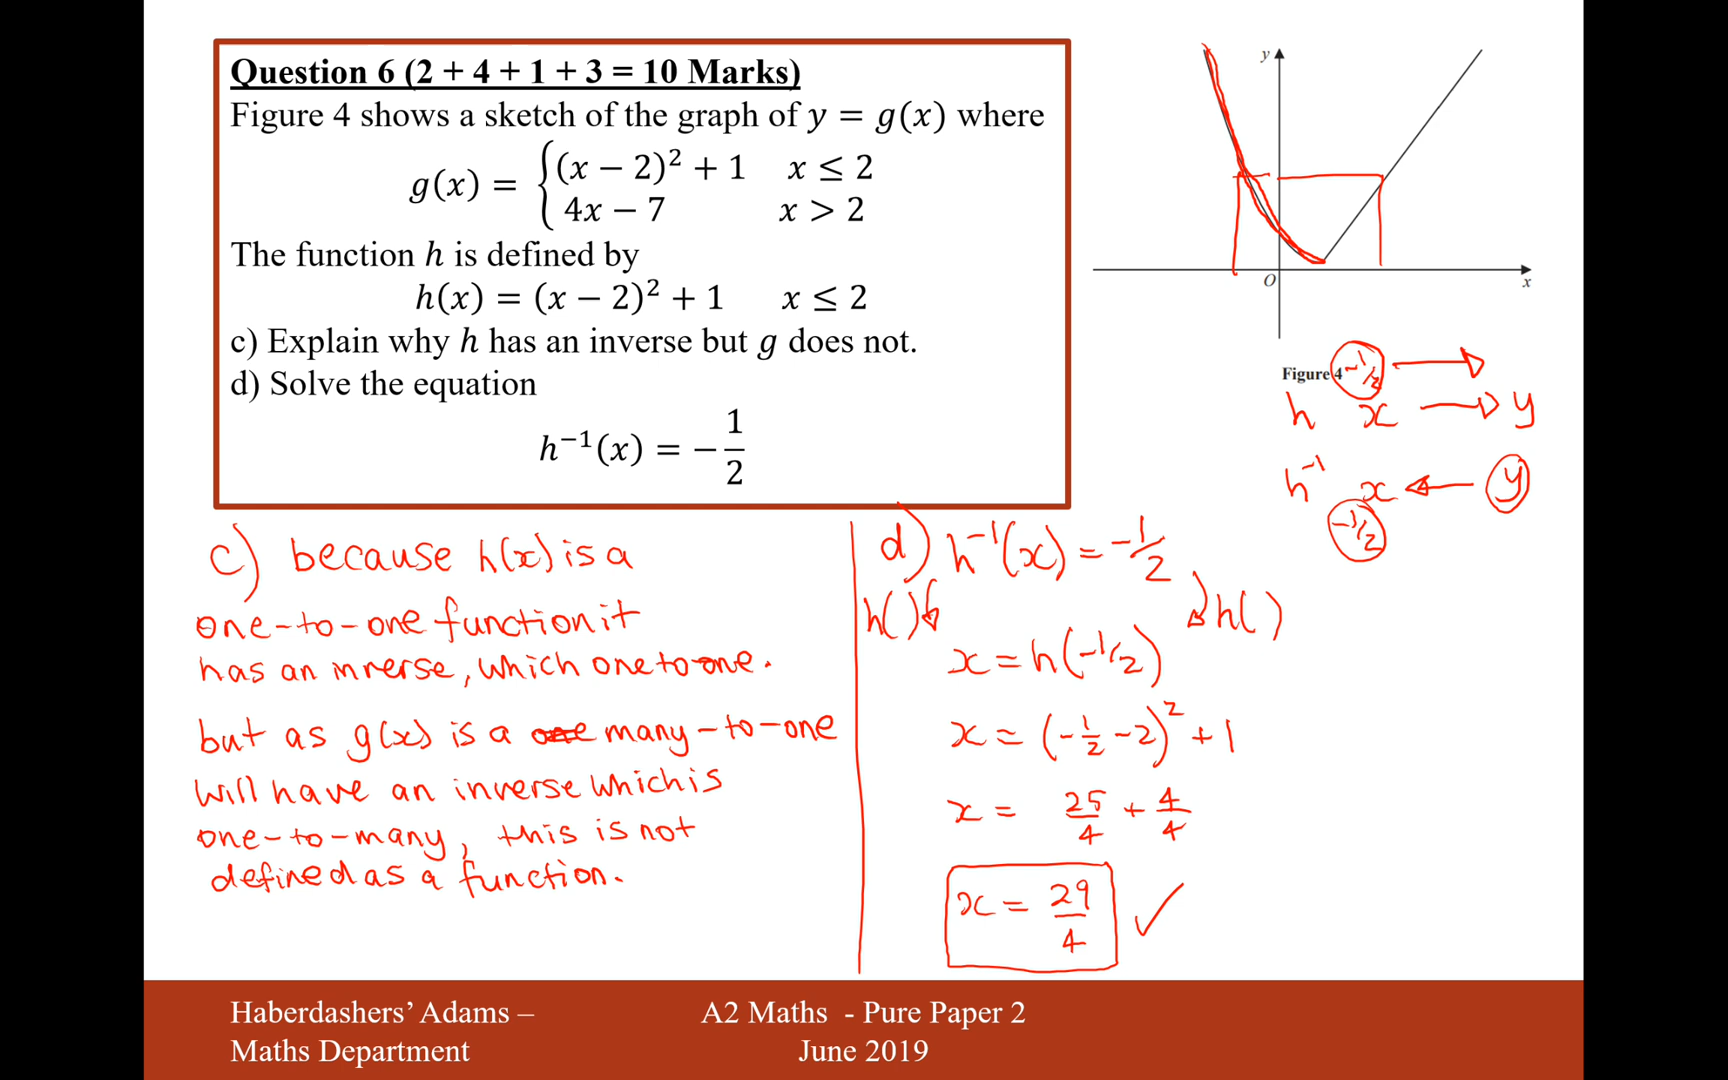 Question 6 (2 + 4 + 1 + 3 = 10 Marks)
Figure 4 shows a sketch of the graph of y = g(x) where
g(x) = { (x − 2)² + 1    x ≤ 2
4x − 7    x > 2
The function h is defined by
h(x) = (x − 2)² + 1    x ≤ 2
c) Explain why h has an inverse but g does not.
d) Solve the equation
h⁻¹(x) = −1/2
y
O
x
Figure 4
-1/2 →
h x → y
h⁻¹ x ← y
-1/2
c) because h(x) is a
one-to-one function it
has an inrerse, which one to one.
but as g(x) is a one many-to-one
will have an inverse which is
one-to-many, this is not
defined as a function.
d) h⁻¹(x) = -1/2
h( ) h( )
x = h(-1/2)
x = (-1/2 - 2)² + 1
x = 25/4 + 4/4
x = 29/4 ✓
Haberdashers' Adams –
Maths Department
A2 Maths - Pure Paper 2
June 2019